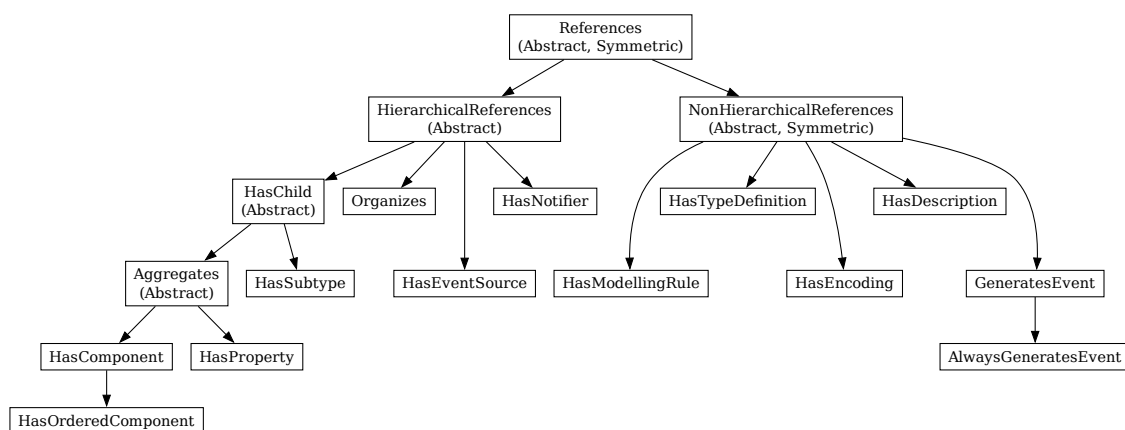 References
(Abstract, Symmetric)
HierarchicalReferences
(Abstract)
NonHierarchicalReferences
(Abstract, Symmetric)
HasChild
(Abstract)
Organizes
HasNotifier
HasTypeDefinition
HasDescription
Aggregates
(Abstract)
HasSubtype
HasEventSource
HasModellingRule
HasEncoding
GeneratesEvent
HasComponent
HasProperty
AlwaysGeneratesEvent
HasOrderedComponent